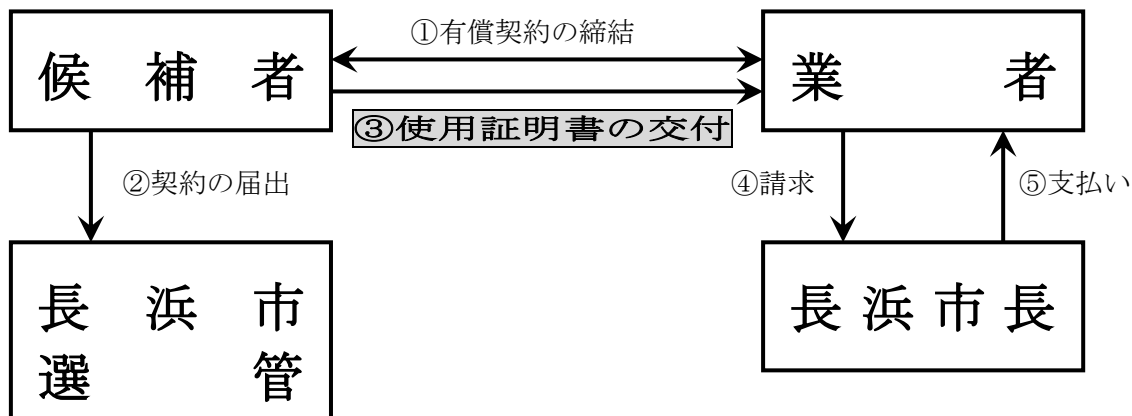 ①有償契約の締結
候補者
業者
③使用証明書の交付
②契約の届出
④請求
⑤支払い
長浜市
選管
長浜市長